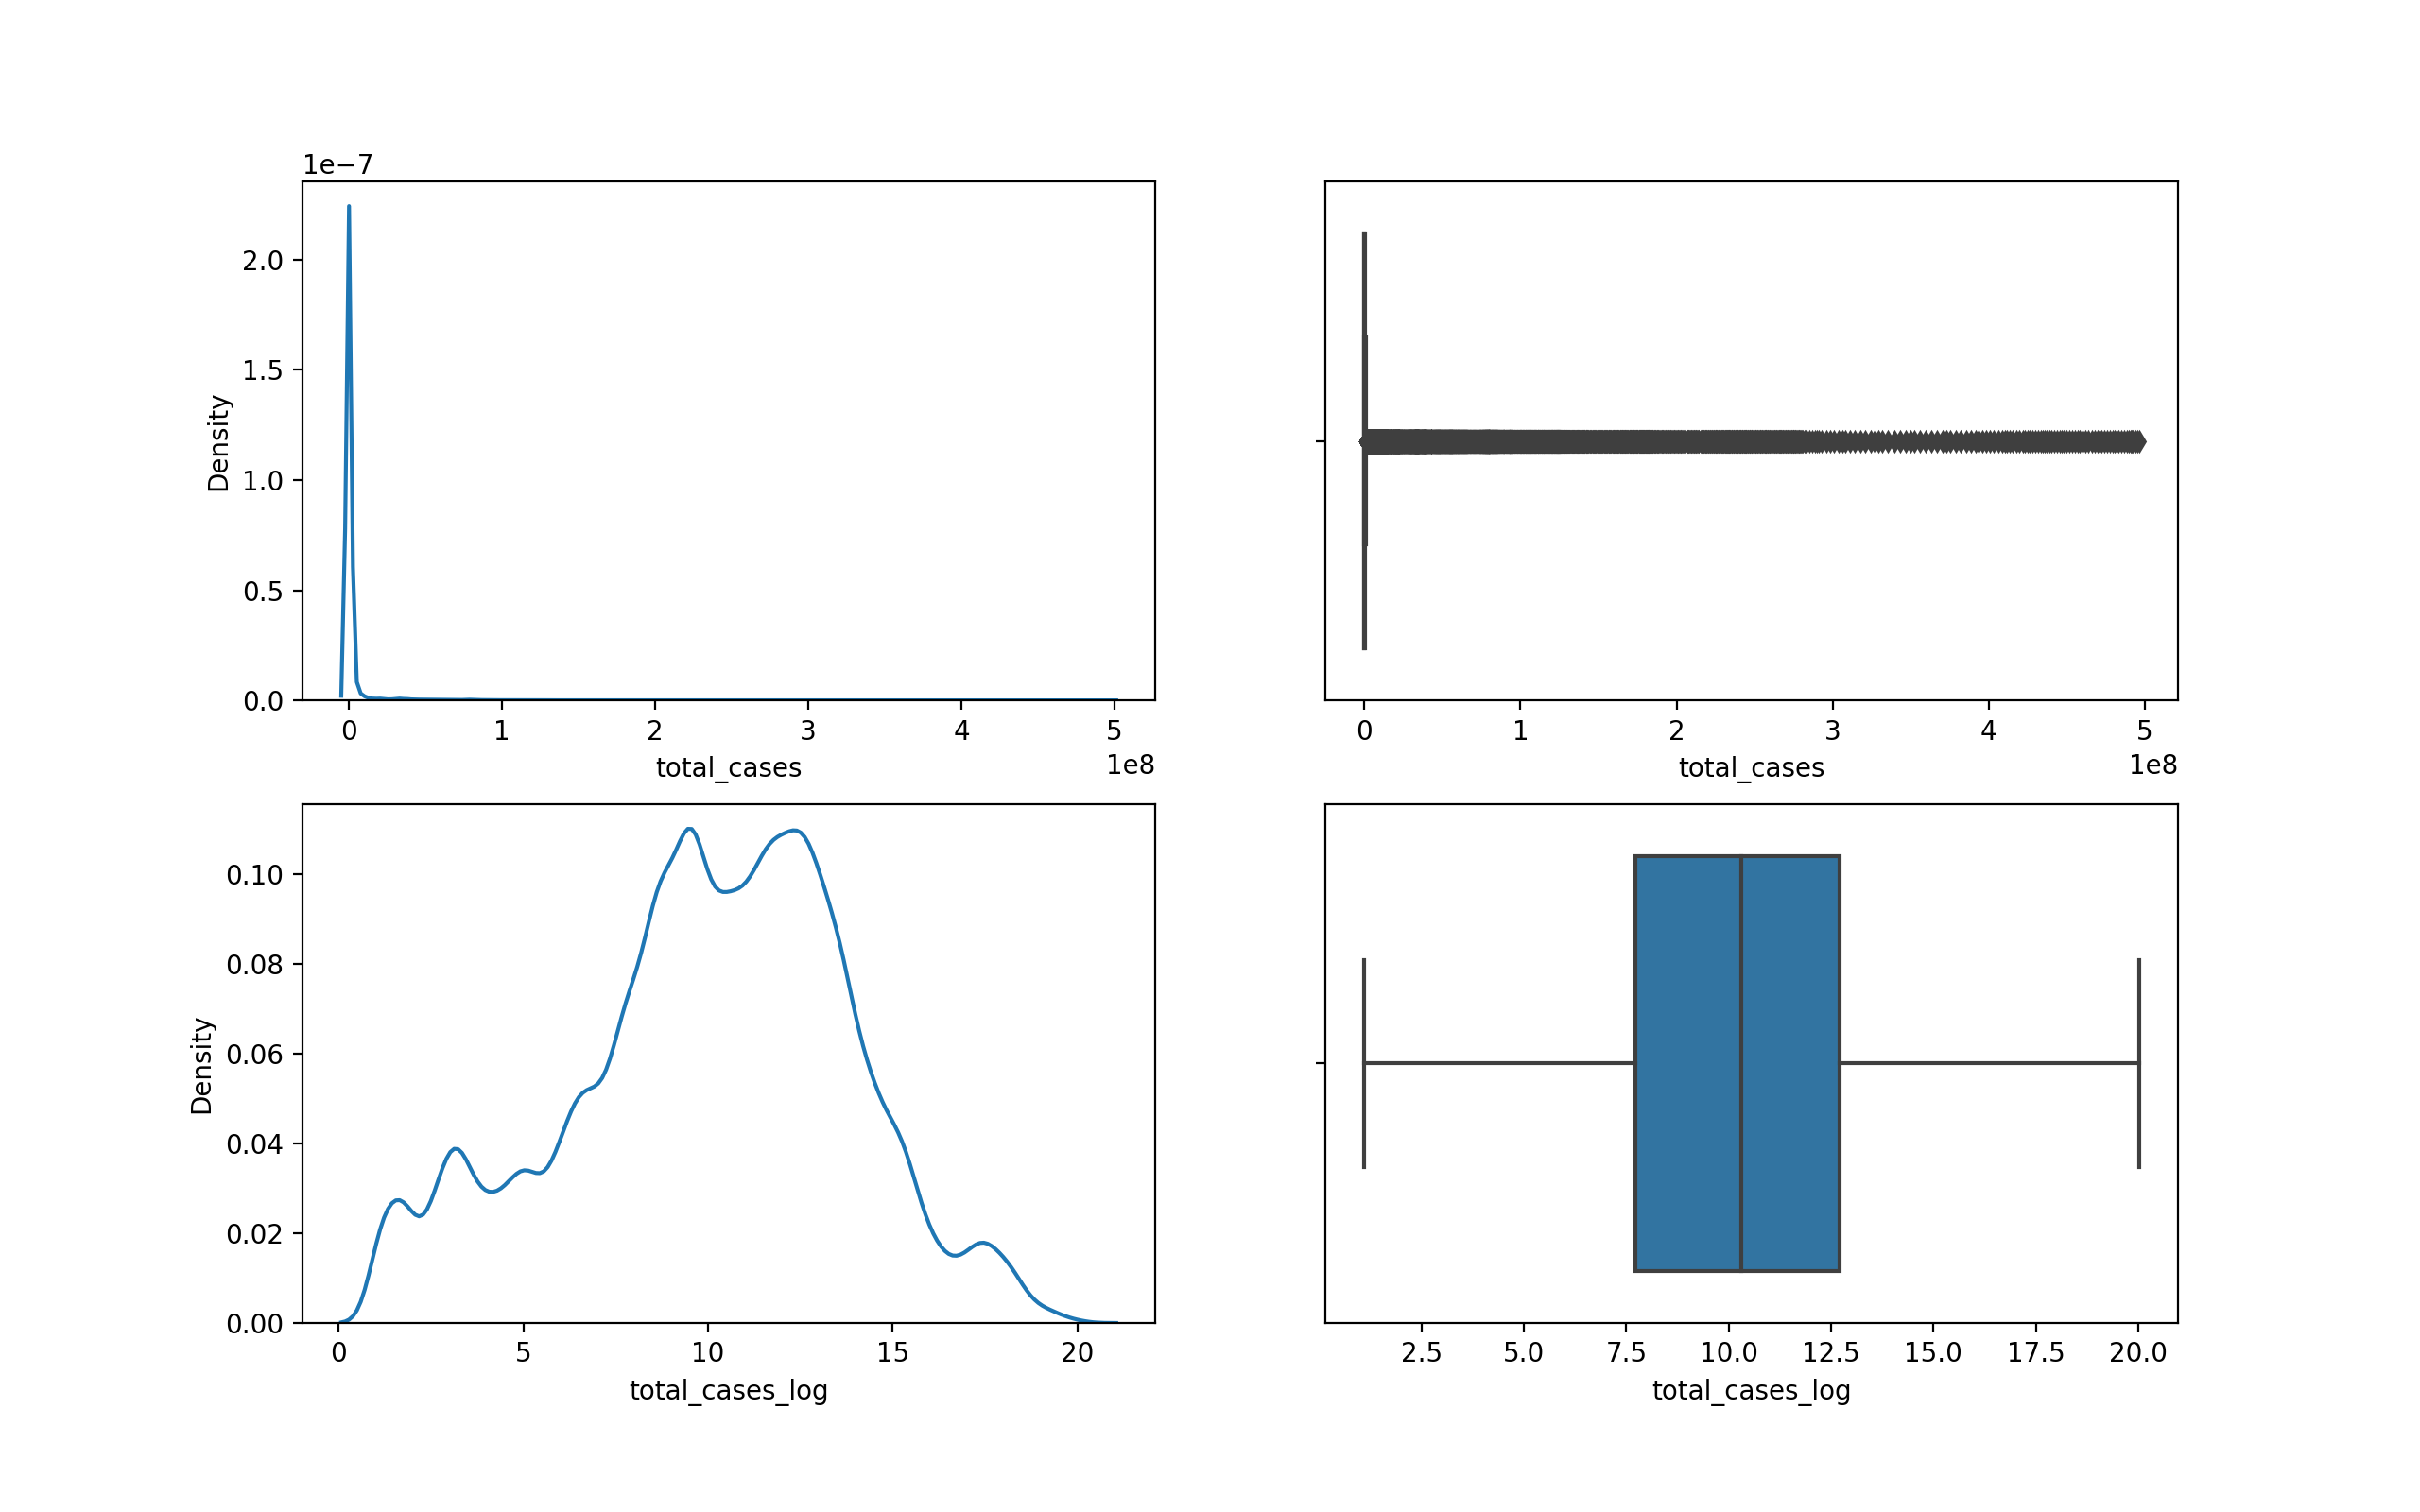 1e−7
Density
2.0
1.5
1.0
0.5
0.0
0 1 2 3 4 5
total_cases
1e8
0 1 2 3 4 5
total_cases
1e8
Density
0.10
0.08
0.06
0.04
0.02
0.00
0 5 10 15 20
total_cases_log
2.5 5.0 7.5 10.0 12.5 15.0 17.5 20.0
total_cases_log